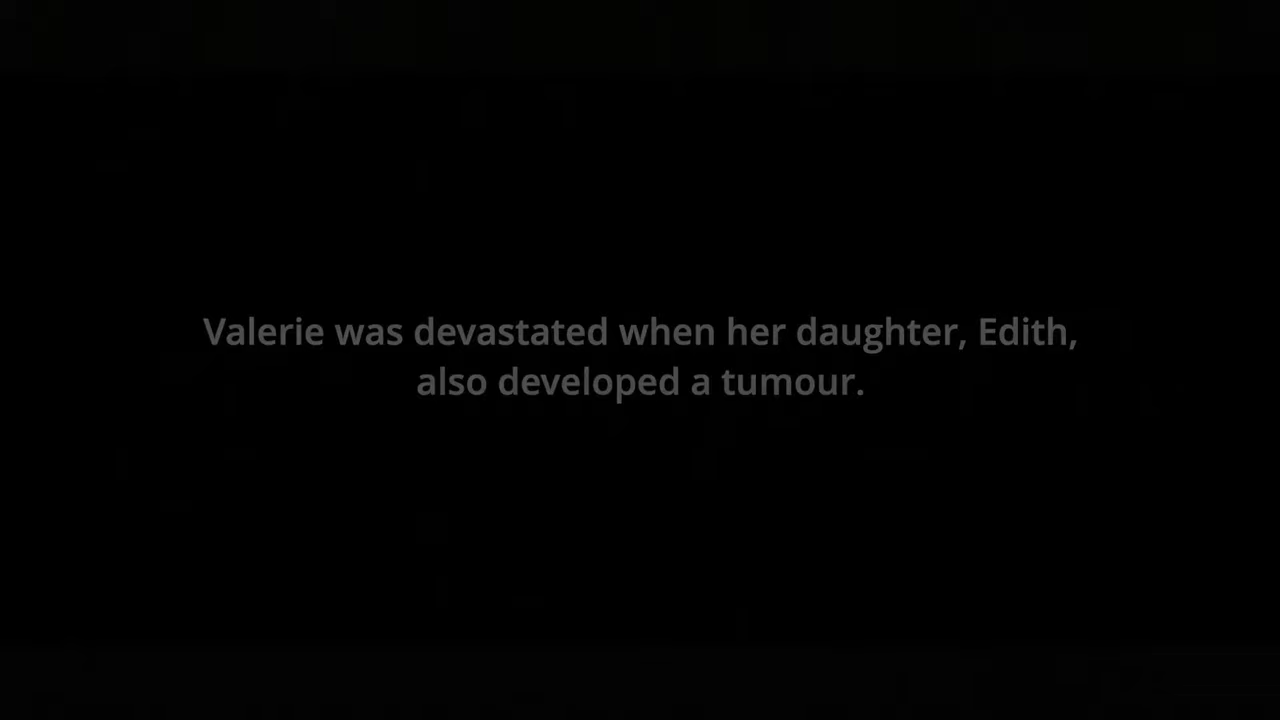 Valerie was devastated when her daughter, Edith,
also developed a tumour.